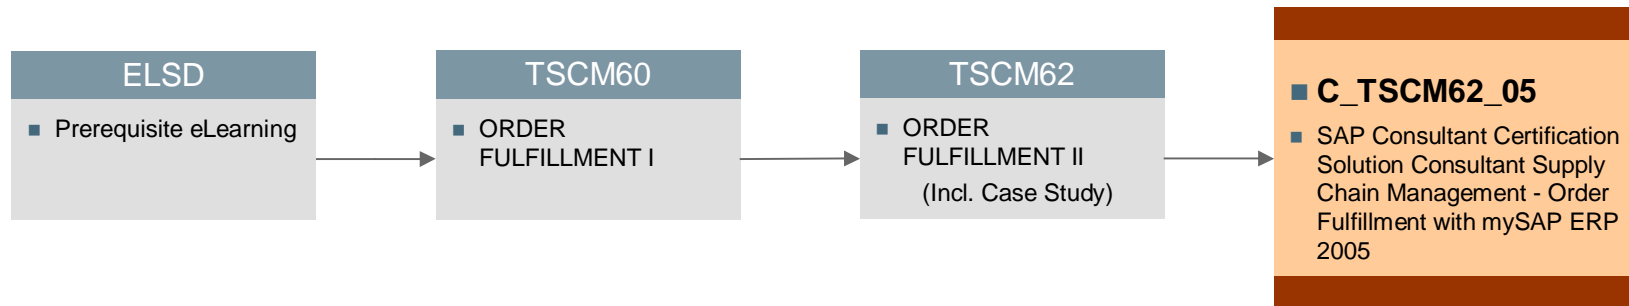 ELSD
Prerequisite eLearning
TSCM60
ORDER
FULFILLMENT I
TSCM62
ORDER
FULFILLMENT II
(Incl. Case Study)
C_TSCM62_05
SAP Consultant Certification
Solution Consultant Supply
Chain Management - Order
Fulfillment with mySAP ERP
2005